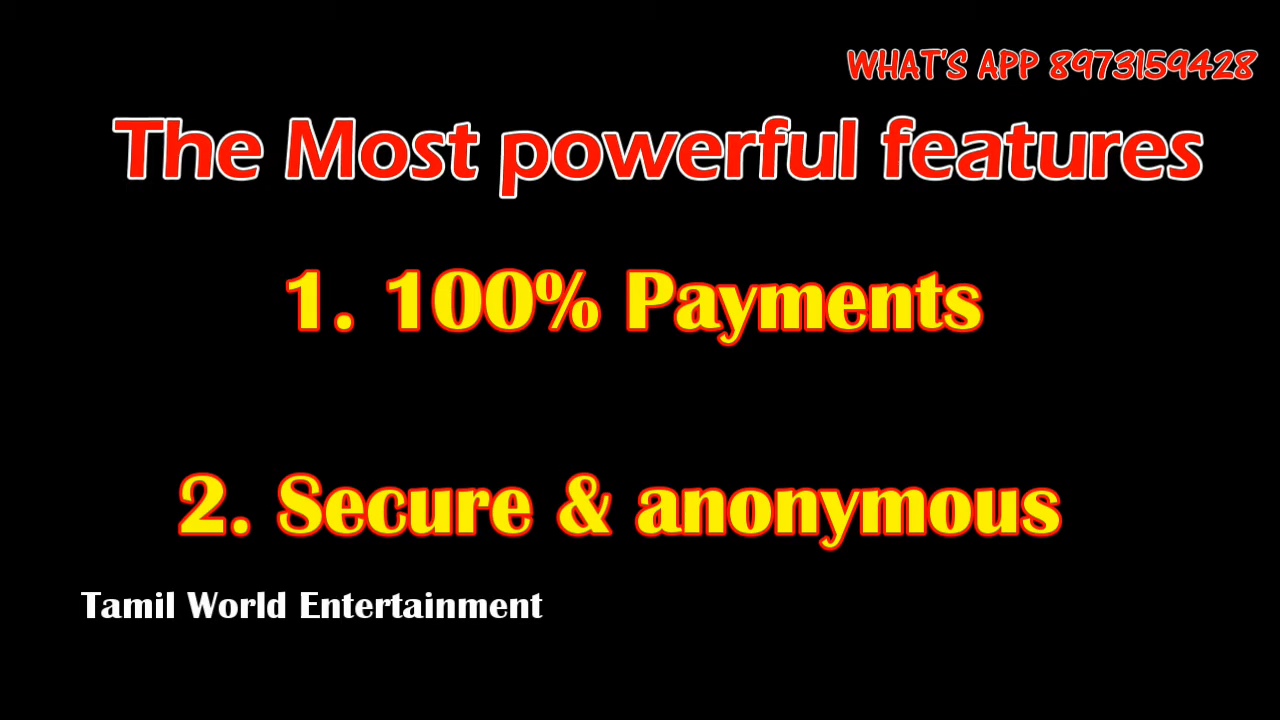 WHAT'S APP 8973159428
The Most powerful features
1. 100% Payments
2. Secure & anonymous
Tamil World Entertainment